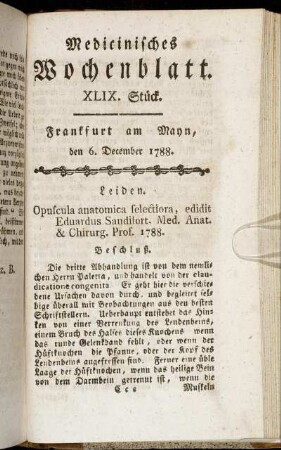 Medicinisches
Wochenblatt.
XLIX. Stück.
Frankfurt am Mayn,
den 6. December 1788.
Leiden.
Opuscula anatomica selectiora, edidit
Eduardus Sandifort. Med. Anat.
& Chirurg. Prof. 1788.
Beschluß.
Die dritte Abhandlung ist von dem nemli-
chen Herrn Paletta, und handelt von der clau-
dicatione congenita. Er geht hier die verschie-
dene Ursachen davon durch, und begleitet sel-
bige überall mit Beobachtungen aus den besten
Schriftstellern. Ueberhaupt entstehet das Hin-
ken von einer Verrenkung des Lendenbeins,
einem Bruch des Halses dieses Knochens wenn
das runde Gelenkband fehlt, oder wenn der
Hüftknochen die Pfanne, oder der Kopf des
Lendenbeins angefressen sind. Ferner eine üble
Laage der Hüftknochen, wenn das heilige Bein
von dem Darmbein getrennt ist, wenn die
Ccc Muskeln